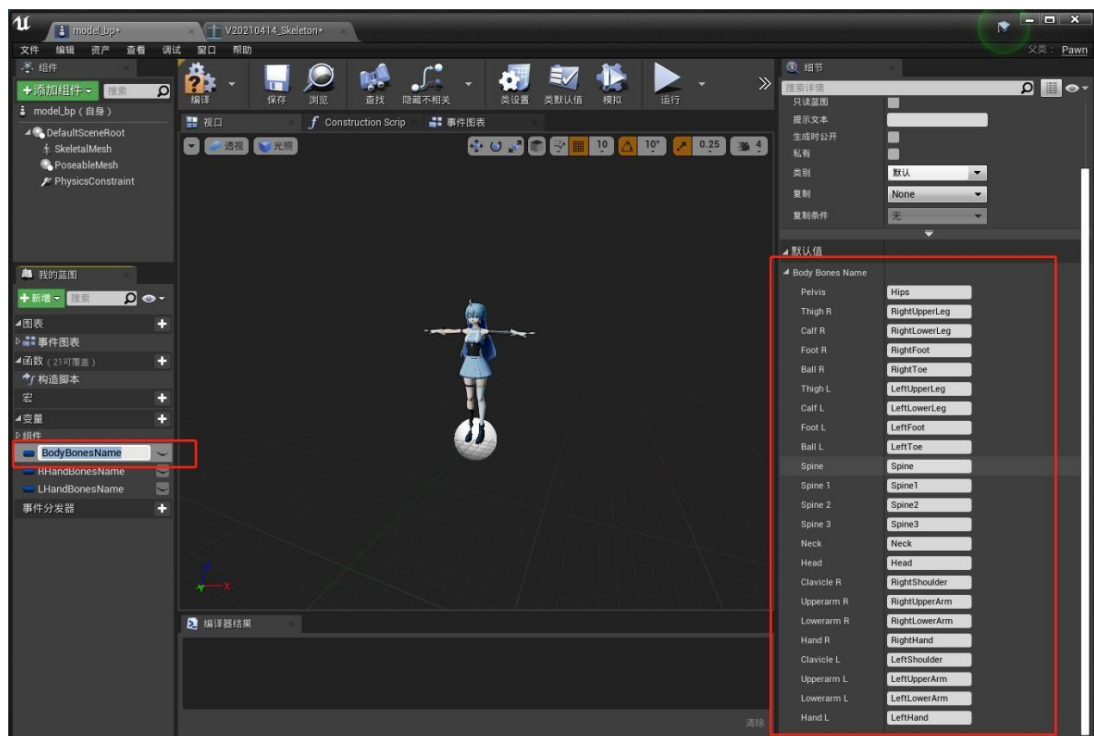 model_bp+
V20210414_Skeleton+
文件 编辑 资产 查看 调试 窗口 帮助
父类： Pawn
组件
+添加组件
搜索
model_bp（自身）
DefaultSceneRoot
SkeletalMesh
PoseableMesh
PhysicsConstraint
我的蓝图
+新增
搜索
图表
事件图表
函数（21可覆盖）
构造脚本
宏
变量
组件
BodyBonesName
RHandBonesName
LHandBonesName
事件分发器
编译 保存 浏览 查找 隐藏不相关 类设置 类默认值 模拟 运行
视口 Construction Scrip 事件图表
透视 光照 10 10° 0.25 4
X
编译器结果
清除
细节
搜索详情
只读蓝图
提示文本
生成时公开
私有
类别 默认
复制 None
复制条件 无
默认值
Body Bones Name
Pelvis Hips
Thigh R RightUpperLeg
Calf R RightLowerLeg
Foot R RightFoot
Ball R RightToe
Thigh L LeftUpperLeg
Calf L LeftLowerLeg
Foot L LeftFoot
Ball L LeftToe
Spine Spine
Spine 1 Spine1
Spine 2 Spine2
Spine 3 Spine3
Neck Neck
Head Head
Clavicle R RightShoulder
Upperarm R RightUpperArm
Lowerarm R RightLowerArm
Hand R RightHand
Clavicle L LeftShoulder
Upperarm L LeftUpperArm
Lowerarm L LeftLowerArm
Hand L LeftHand